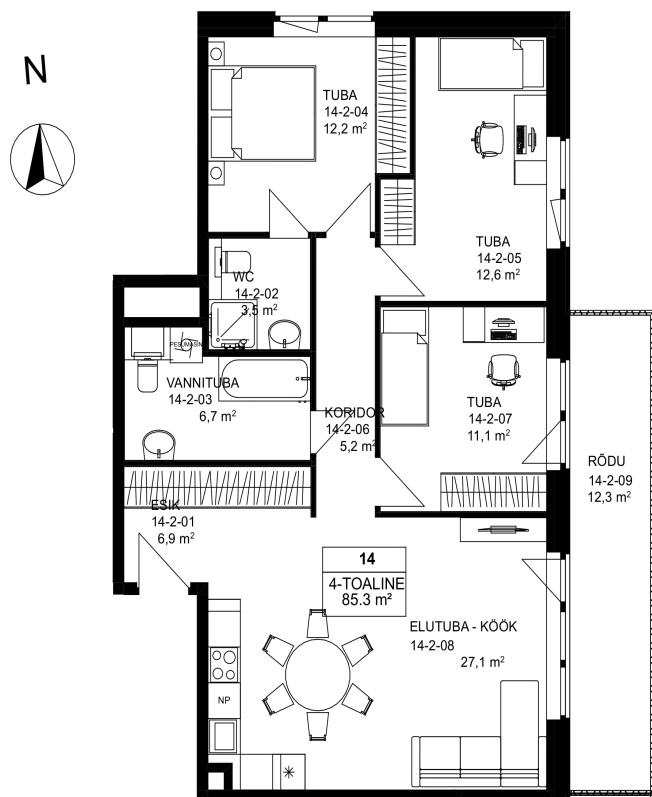 N
TUBA
14-2-04
12,2 m²
TUBA
14-2-05
12,6 m²
WC
14-2-02
3,5 m²
PESUMASIN
VANNITUBA
14-2-03
6,7 m²
KORIDOR
14-2-06
5,2 m²
TUBA
14-2-07
11,1 m²
RÕDU
14-2-09
12,3 m²
ESIK
14-2-01
6,9 m²
14
4-TOALINE
85.3 m²
ELUTUBA - KÖÖK
14-2-08
27,1 m²
NP